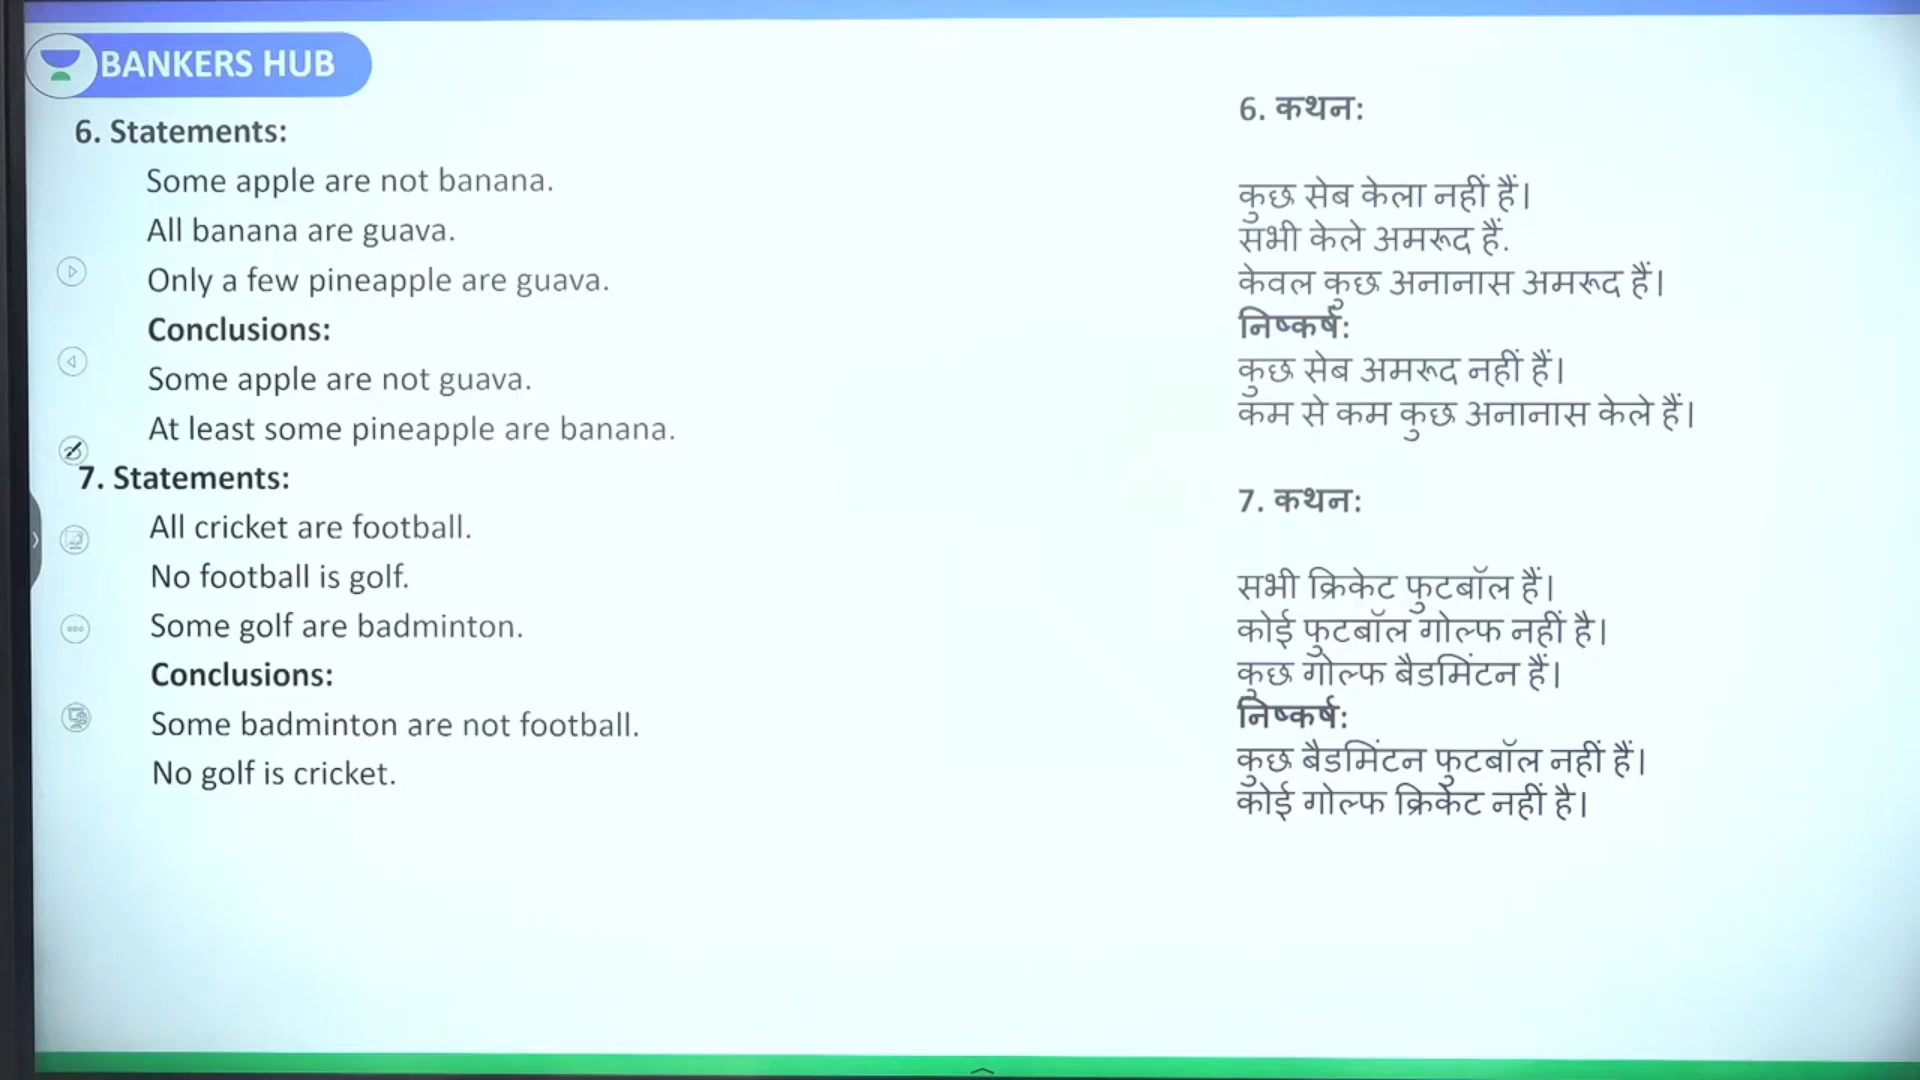 BANKERS HUB
6. Statements:
Some apple are not banana.
All banana are guava.
Only a few pineapple are guava.
Conclusions:
Some apple are not guava.
At least some pineapple are banana.
7. Statements:
All cricket are football.
No football is golf.
Some golf are badminton.
Conclusions:
Some badminton are not football.
No golf is cricket.
6. कथन:
कुछ सेब केला नहीं हैं।
सभी केले अमरूद हैं.
केवल कुछ अनानास अमरूद हैं।
निष्कर्ष:
कुछ सेब अमरूद नहीं हैं।
कम से कम कुछ अनानास केले हैं।
7. कथन:
सभी क्रिकेट फुटबॉल हैं।
कोई फुटबॉल गोल्फ नहीं है।
कुछ गोल्फ बैडमिंटन हैं।
निष्कर्ष:
कुछ बैडमिंटन फुटबॉल नहीं हैं।
कोई गोल्फ क्रिकेट नहीं है।